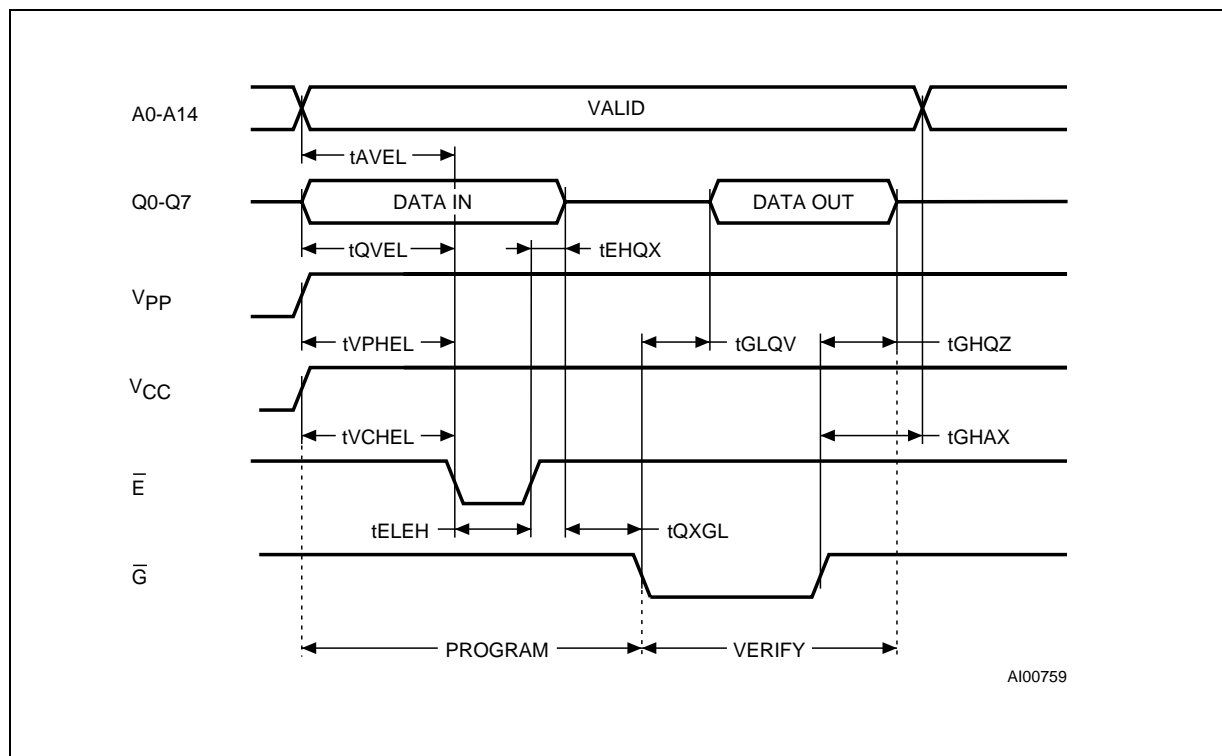 A0-A14
VALID
tAVEL
Q0-Q7
DATA IN
DATA OUT
tQVEL
tEHQX
VPP
tVPHEL
tGLQV
tGHQZ
VCC
tVCHEL
tGHAX
E̅
tELEH
tQXGL
G̅
PROGRAM
VERIFY
AI00759